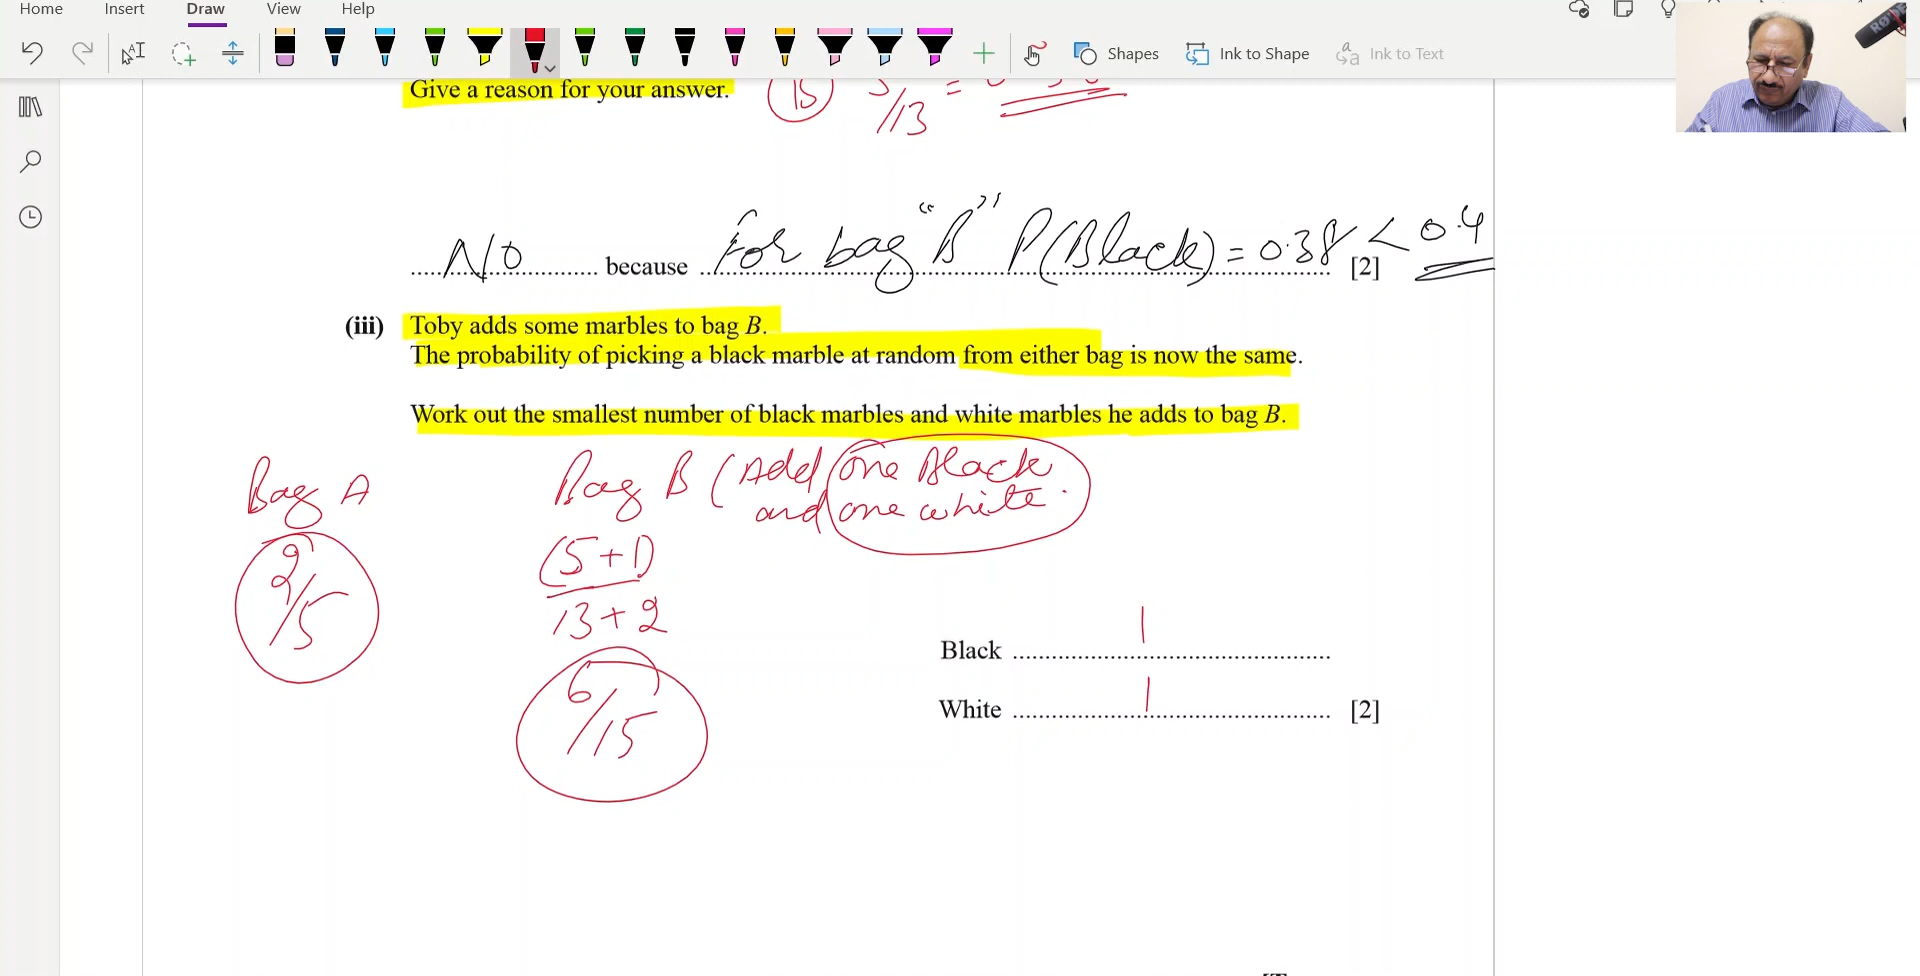 Home Insert Draw View Help
Shapes Ink to Shape Ink to Text
RØDE
Give a reason for your answer.
B 5/13 =
No because For bag "B" P(Black) = 0.38 < 0.4 [2]
(iii) Toby adds some marbles to bag B.
The probability of picking a black marble at random from either bag is now the same.
Work out the smallest number of black marbles and white marbles he adds to bag B.
Bag A Bag B (Add one Black
and one white.
2/5
(5+1)
13+2
6/15
Black 1
White 1 [2]